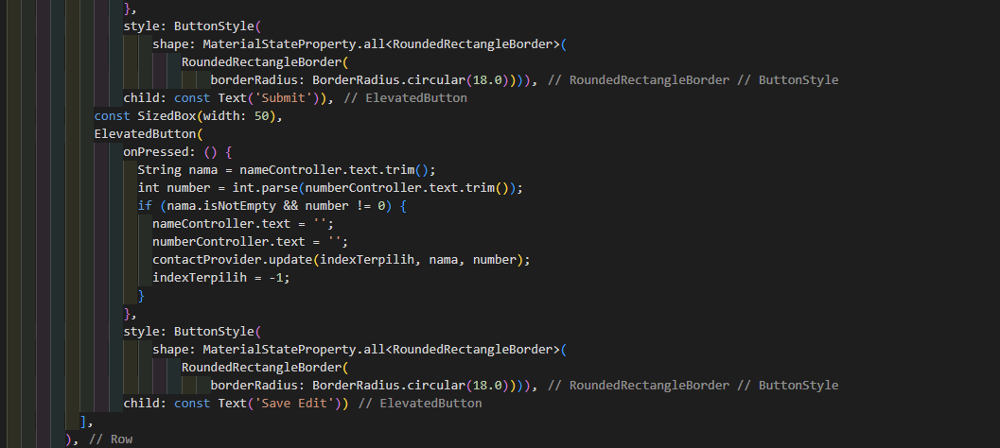 },
style: ButtonStyle(
shape: MaterialStateProperty.all<RoundedRectangleBorder>(
RoundedRectangleBorder(
borderRadius: BorderRadius.circular(18.0)))), // RoundedRectangleBorder // ButtonStyle
child: const Text('Submit')), // ElevatedButton
const SizedBox(width: 50),
ElevatedButton(
onPressed: () {
String nama = nameController.text.trim();
int number = int.parse(numberController.text.trim());
if (nama.isNotEmpty && number != 0) {
nameController.text = '';
numberController.text = '';
contactProvider.update(indexTerpilih, nama, number);
indexTerpilih = -1;
}
},
style: ButtonStyle(
shape: MaterialStateProperty.all<RoundedRectangleBorder>(
RoundedRectangleBorder(
borderRadius: BorderRadius.circular(18.0)))), // RoundedRectangleBorder // ButtonStyle
child: const Text('Save Edit')) // ElevatedButton
],
), // Row